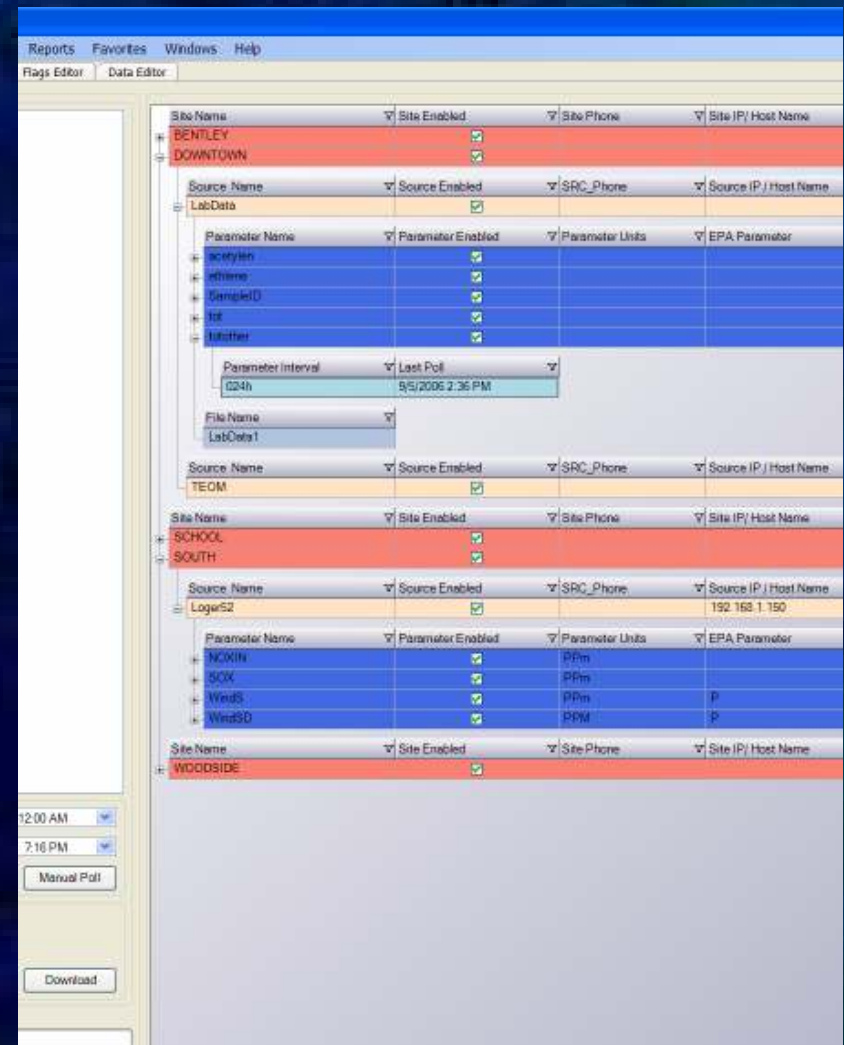 Reports Favorites Windows Help
Flags Editor Data Editor
Site Name Site Enabled Site Phone Site IP/ Host Name
BENTLEY
DOWNTOWN
Source Name Source Enabled SRC_Phone Source IP / Host Name
LabData
Parameter Name Parameter Enabled Parameter Units EPA Parameter
acetylen
ethlene
SampleID
tot
tutother
Parameter Interval Last Poll
024h 9/5/2006 2:36 PM
File Name
LabData1
Source Name Source Enabled SRC_Phone Source IP / Host Name
TEOM
Site Name Site Enabled Site Phone Site IP/ Host Name
SCHOOL
SOUTH
Source Name Source Enabled SRC_Phone Source IP / Host Name
Loger52 192.168.1.150
Parameter Name Parameter Enabled Parameter Units EPA Parameter
NOXIN PPm
SOX PPm
WindS PPm P
WindSD PPM P
Site Name Site Enabled Site Phone Site IP/ Host Name
WOODSIDE
12:00 AM
7:16 PM
Manual Poll
Download